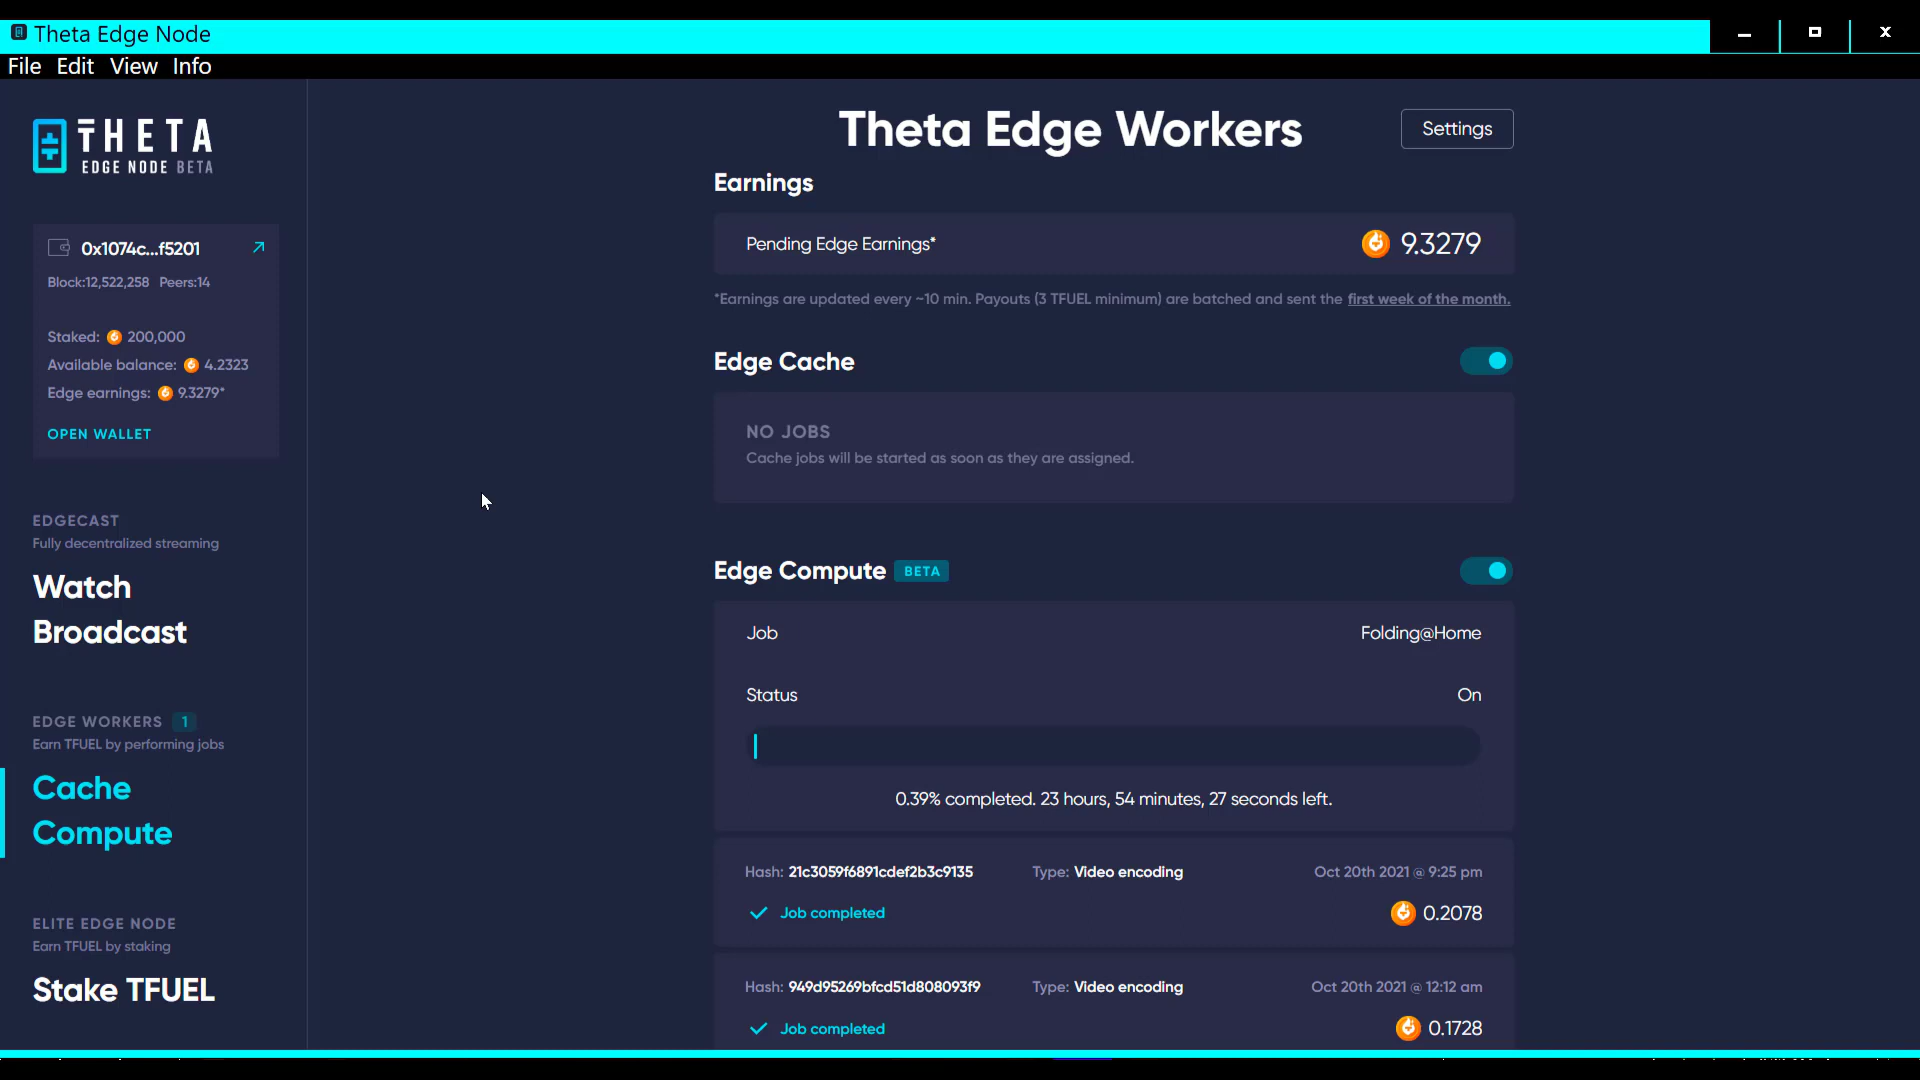 Theta Edge Node
File Edit View Info
THETA
EDGE NODE BETA
0x1074c...f5201
Block:12,522,258 Peers:14
Staked: 200,000
Available balance: 4.2323
Edge earnings: 9.3279*
OPEN WALLET
EDGECAST
Fully decentralized streaming
Watch
Broadcast
EDGE WORKERS 1
Earn TFUEL by performing jobs
Cache
Compute
ELITE EDGE NODE
Earn TFUEL by staking
Stake TFUEL
Theta Edge Workers
Settings
Earnings
Pending Edge Earnings* 9.3279
*Earnings are updated every ~10 min. Payouts (3 TFUEL minimum) are batched and sent the first week of the month.
Edge Cache
NO JOBS
Cache jobs will be started as soon as they are assigned.
Edge Compute BETA
Job Folding@Home
Status On
0.39% completed. 23 hours, 54 minutes, 27 seconds left.
Hash: 21c3059f6891cdef2b3c9135 Type: Video encoding Oct 20th 2021 @ 9:25 pm
Job completed 0.2078
Hash: 949d95269bfcd51d808093f9 Type: Video encoding Oct 20th 2021 @ 12:12 am
Job completed 0.1728